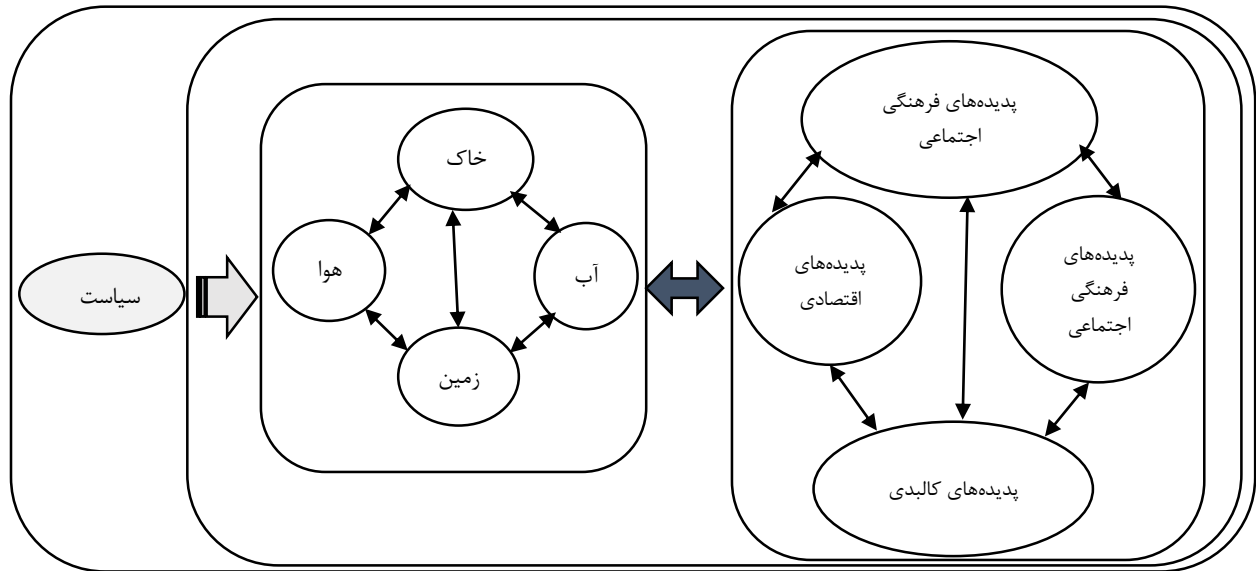 پدیده‌های فرهنگی
اجتماعی
پدیده‌های
فرهنگی
اجتماعی
پدیده‌های
اقتصادی
پدیده‌های کالبدی
خاک
آب
هوا
زمین
سیاست